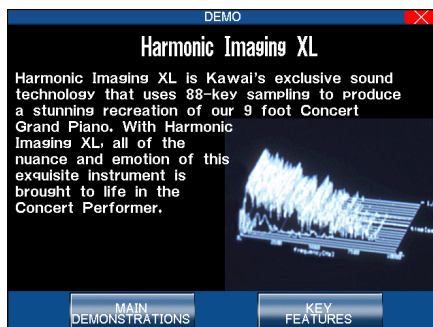 DEMO
Harmonic Imaging XL
Harmonic Imaging XL is Kawai's exclusive sound
technology that uses 88-key sampling to produce
a stunning recreation of our 9 foot Concert
Grand Piano. With Harmonic
Imaging XL, all of the
nuance and emotion of this
exquisite instrument is
brought to life in the
Concert Performer.
Frequency(Hz)
MAIN
DEMONSTRATIONS
KEY
FEATURES